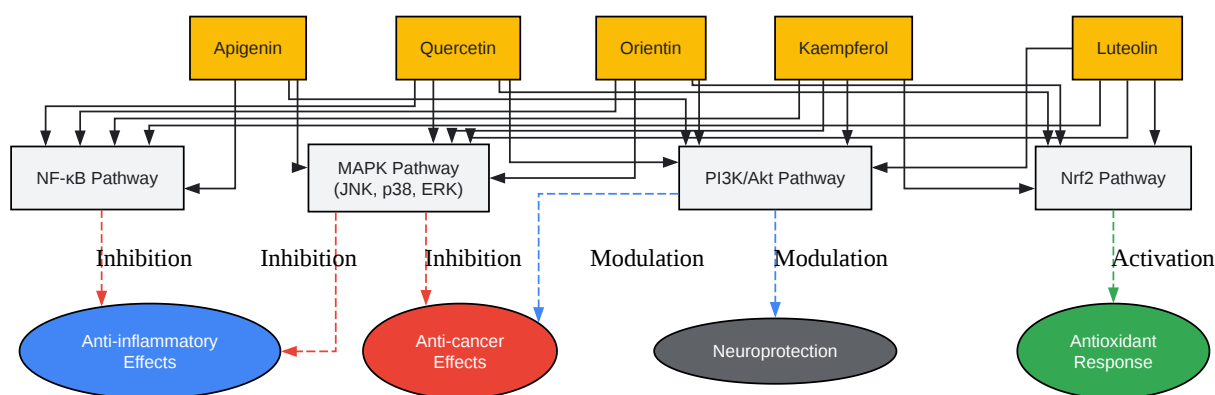 Apigenin
Quercetin
Orientin
Kaempferol
Luteolin
NF-κB Pathway
MAPK Pathway
(JNK, p38, ERK)
PI3K/Akt Pathway
Nrf2 Pathway
Inhibition
Inhibition
Inhibition
Modulation
Modulation
Activation
Anti-inflammatory
Effects
Anti-cancer
Effects
Neuroprotection
Antioxidant
Response